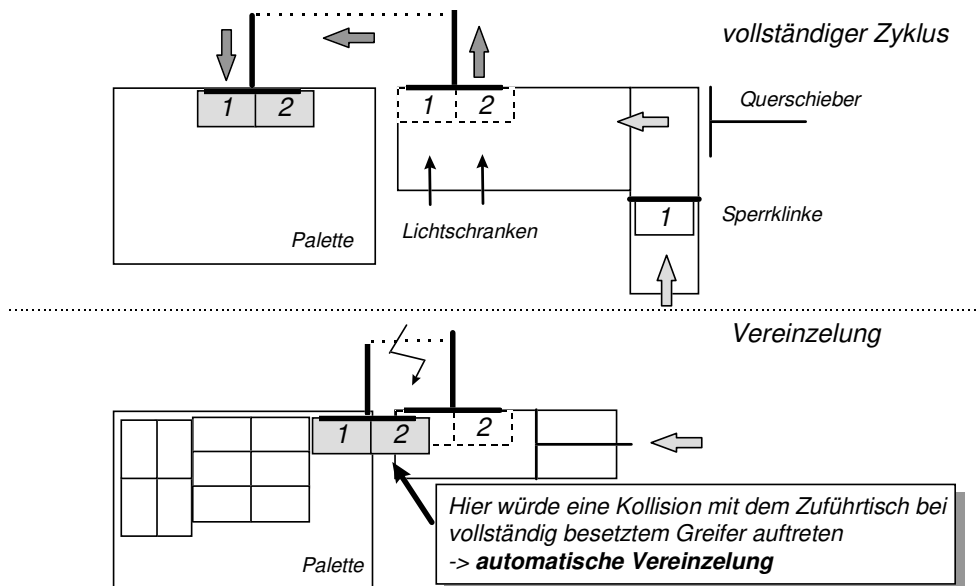 vollständiger Zyklus
1 2
1 2
Querschieber
1
Sperrklinke
Lichtschranken
Palette
Vereinzelung
1 2
2
Hier würde eine Kollision mit dem Zuführtisch bei
vollständig besetztem Greifer auftreten
-> automatische Vereinzelung
Palette